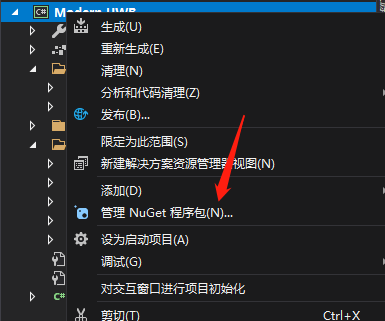 C# Modern UWB
生成(U)
重新生成(E)
清理(N)
分析和代码清理(Z)
发布(B)...
限定为此范围(S)
新建解决方案资源管理器视图(N)
添加(D)
管理 NuGet 程序包(N)...
设为启动项目(A)
调试(G)
对交互窗口进行项目初始化
C#
剪切(T) Ctrl+X